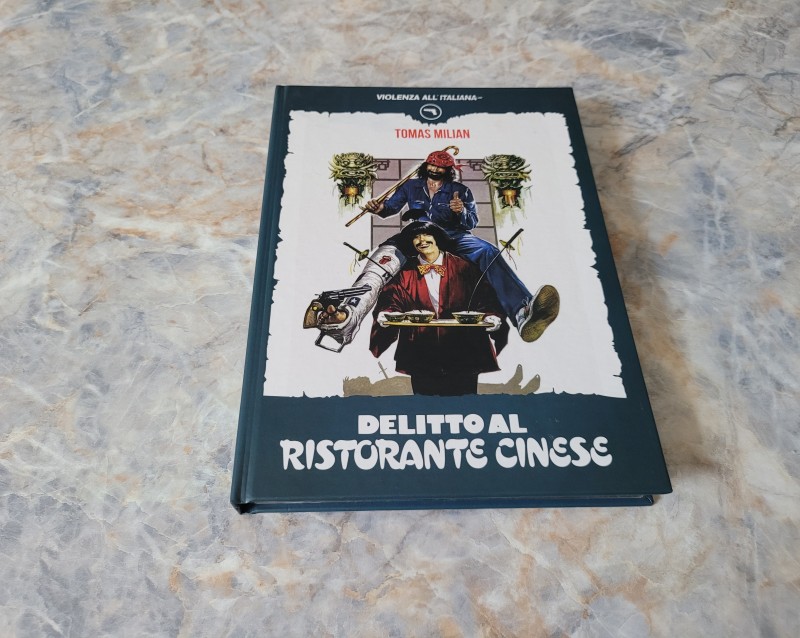 VIOLENZA ALL'ITALIANA
TOMAS MILIAN
DELITTO AL
RISTORANTE CINESE